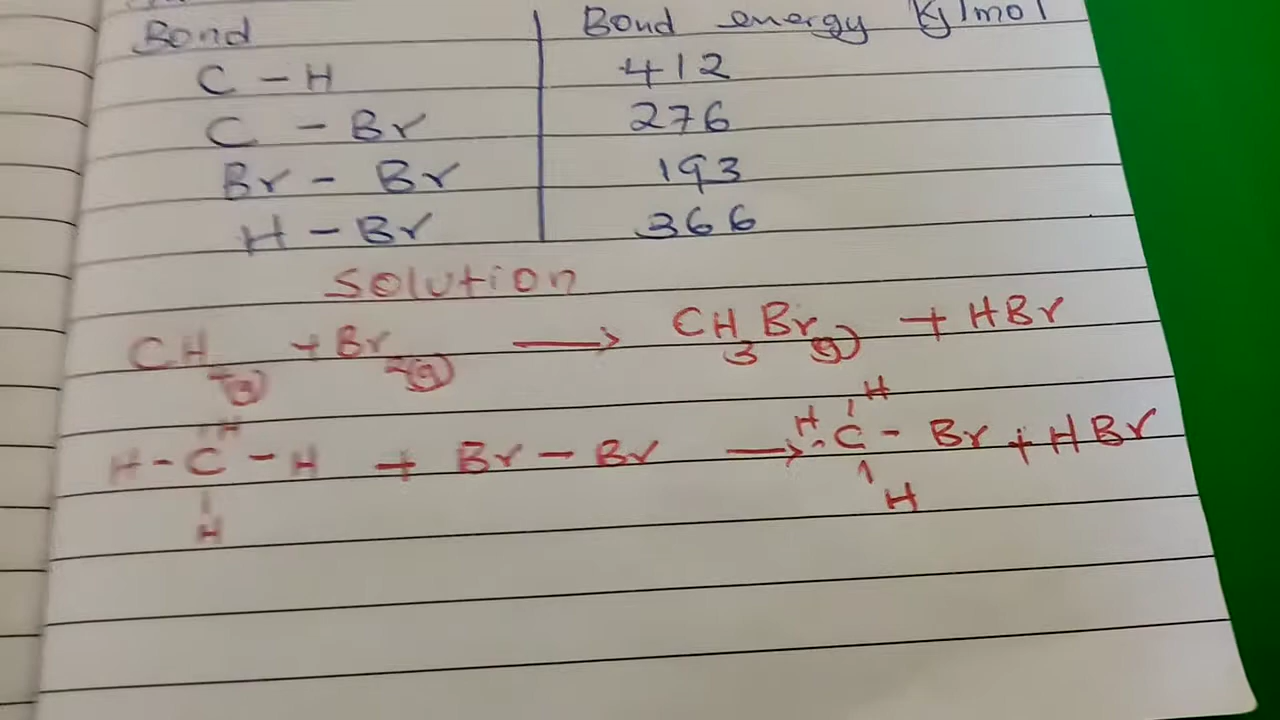 Bond Bond energy Kj/mol
C - H 412
C - Br 276
Br - Br 193
H - Br 366
Solution
CH4(g) + Br2(g) → CH3Br(g) + HBr
H H
H - C - H + Br - Br → H - C - Br + HBr
H H